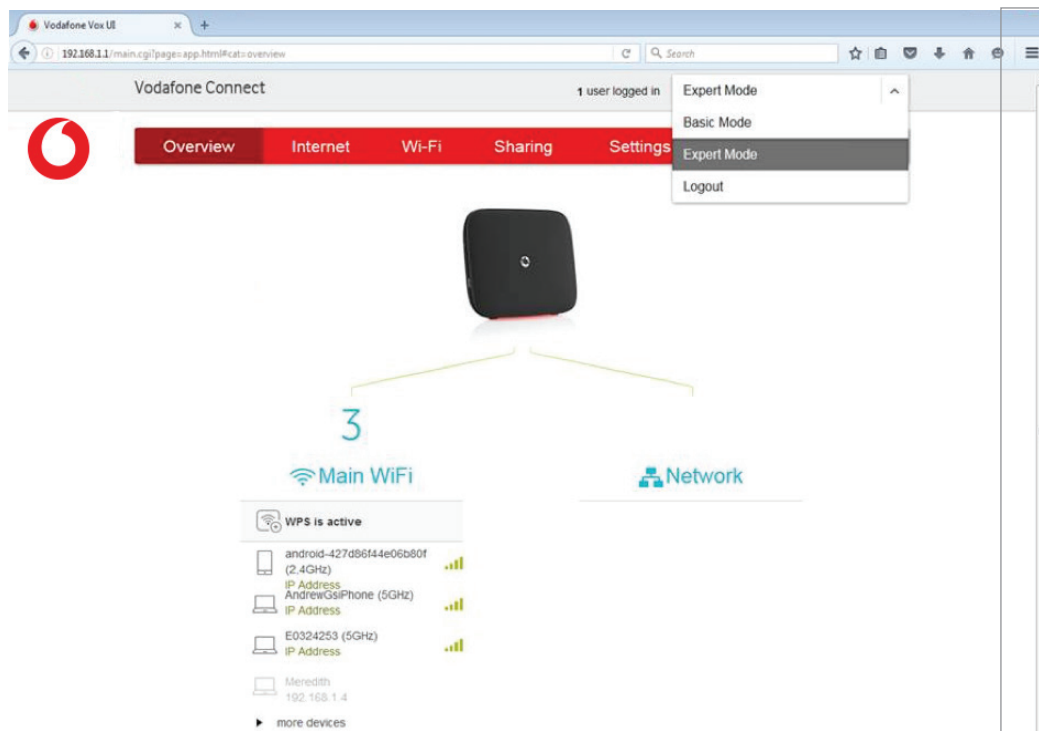 Vodafone Vox UI
192.168.1.1/main.cgi?page=app.html#cat=overview
Search
Vodafone Connect
1 user logged in
Expert Mode
Basic Mode
Expert Mode
Logout
Overview Internet Wi-Fi Sharing Settings
3
Main WiFi
Network
WPS is active
android-427d86f44e06b80f
(2,4GHz)
IP Address
AndrewGsiPhone (5GHz)
IP Address
E0324253 (5GHz)
IP Address
Meredith
192.168.1.4
more devices